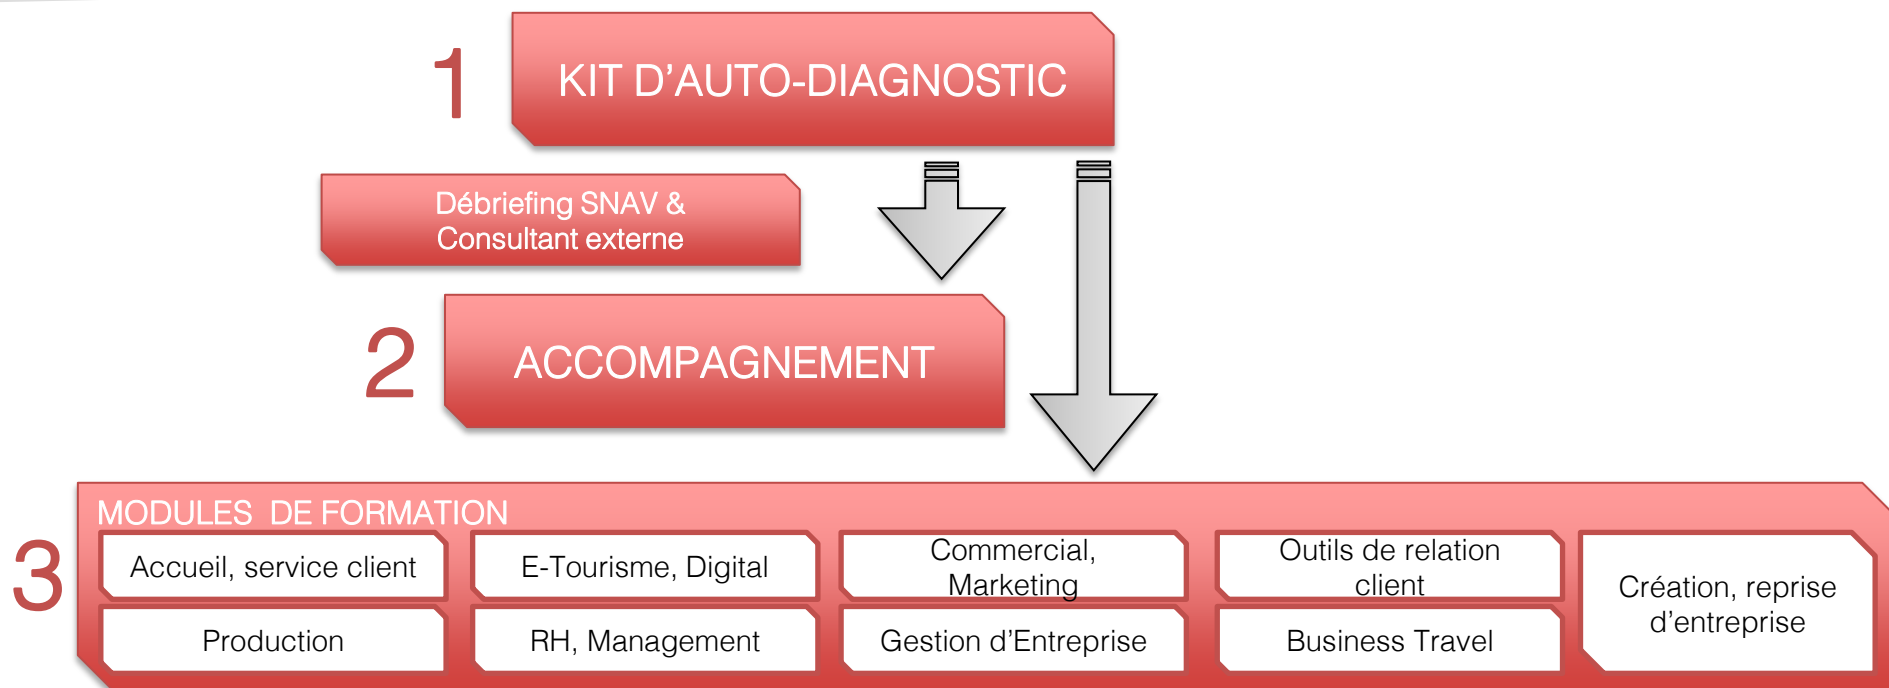 1
KIT D’AUTO-DIAGNOSTIC
Débriefing SNAV &
Consultant externe
2
ACCOMPAGNEMENT
3
MODULES DE FORMATION
Accueil, service client
E-Tourisme, Digital
Commercial,
Marketing
Outils de relation
client
Création, reprise
d’entreprise
Production
RH, Management
Gestion d’Entreprise
Business Travel